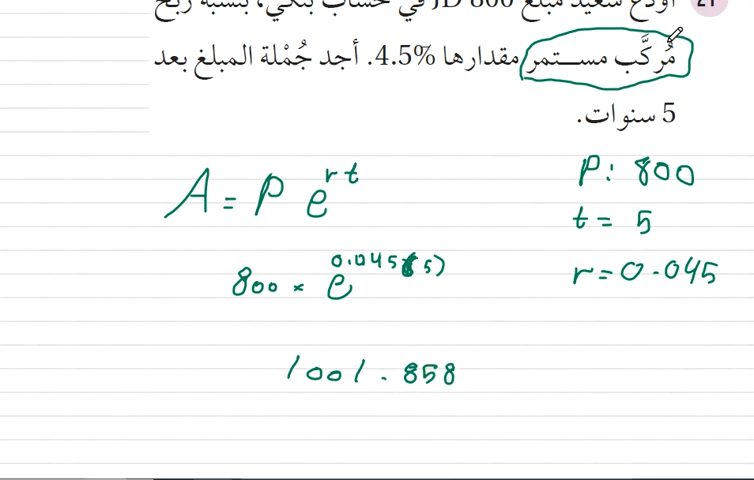 21 أودع سعيد مبلغ JD 800 في حساب بنكي، بنسبة ربح
مُركَّب مستمر مقدارها 4.5%. أجد جُمْلة المبلغ بعد
5 سنوات.
A = P e^{rt}
P: 800
t = 5
800 × e^{0.045(5)}
r = 0.045
1001.858